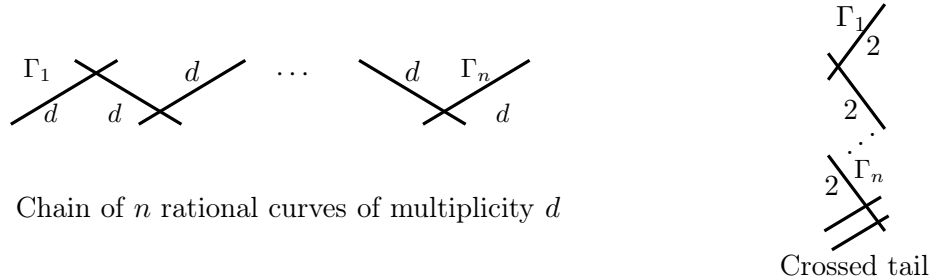 Γ₁ d d d ⋯ d Γₙ d
Chain of n rational curves of multiplicity d
Γ₁
2
2
⋰
2 Γₙ
Crossed tail